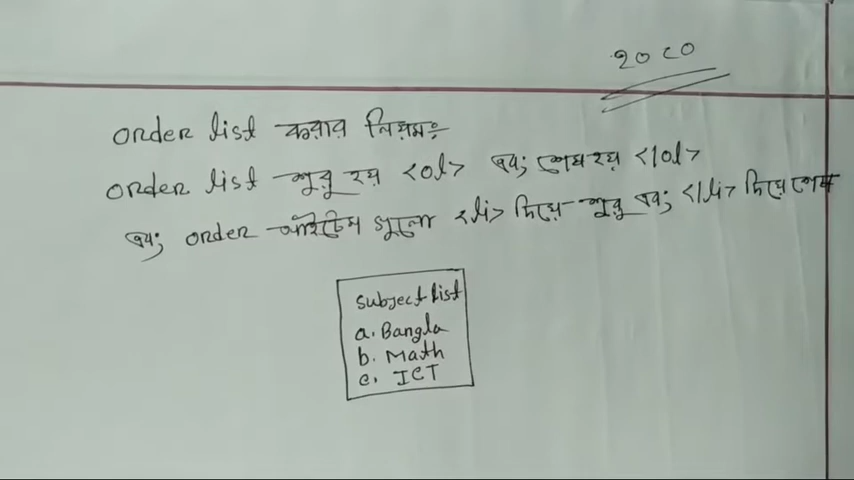 ২০২০
order list করার নিয়মঃ
order list শুরু হয় <ol> এবং শেষ হয় </ol>
এবং order আইটেম গুলো <li> দিয়ে শুরু এবং </li> দিয়ে শেষ
Subject list
a. Bangla
b. Math
c. ICT